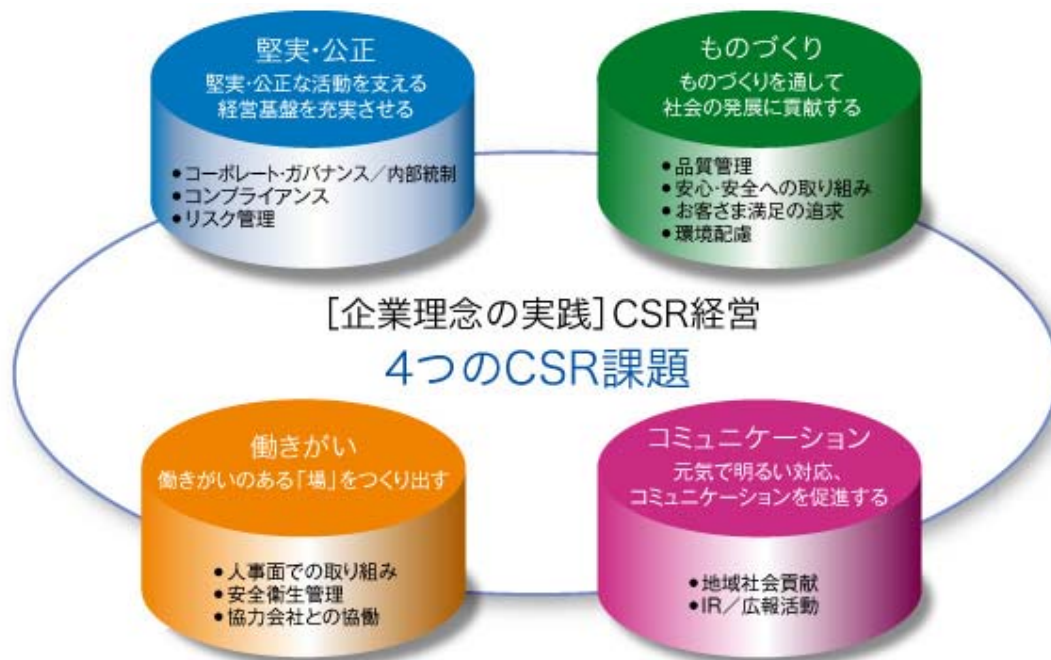 堅実・公正
堅実・公正な活動を支える
経営基盤を充実させる
●コーポレート・ガバナンス／内部統制
●コンプライアンス
●リスク管理
ものづくり
ものづくりを通して
社会の発展に貢献する
●品質管理
●安心・安全への取り組み
●お客さま満足の追求
●環境配慮
[企業理念の実践]CSR経営
4つのCSR課題
働きがい
働きがいのある「場」をつくり出す
●人事面での取り組み
●安全衛生管理
●協力会社との協働
コミュニケーション
元気で明るい対応、
コミュニケーションを促進する
●地域社会貢献
●IR／広報活動